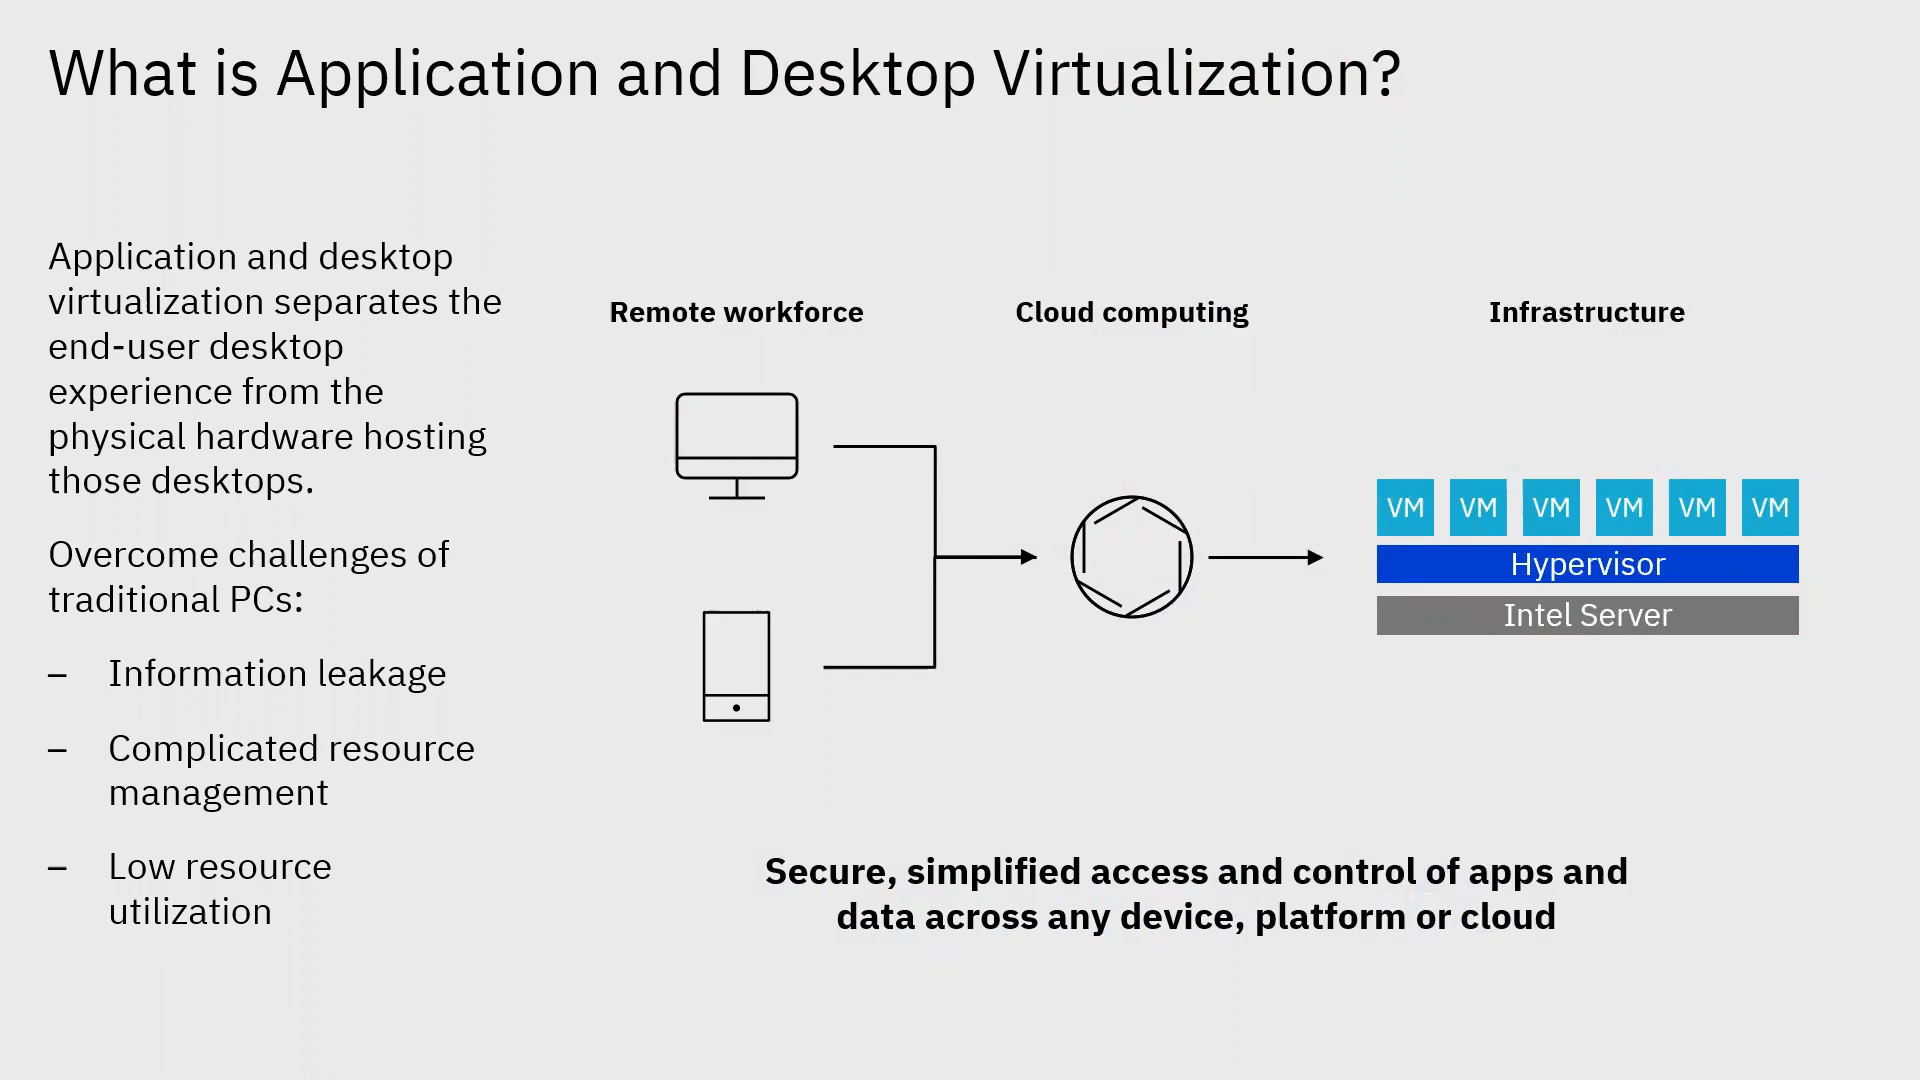 What is Application and Desktop Virtualization?
Application and desktop
virtualization separates the
end-user desktop
experience from the
physical hardware hosting
those desktops.
Overcome challenges of
traditional PCs:
– Information leakage
– Complicated resource
management
– Low resource
utilization
Remote workforce
Cloud computing
Infrastructure
VM VM VM VM VM VM
Hypervisor
Intel Server
Secure, simplified access and control of apps and
data across any device, platform or cloud